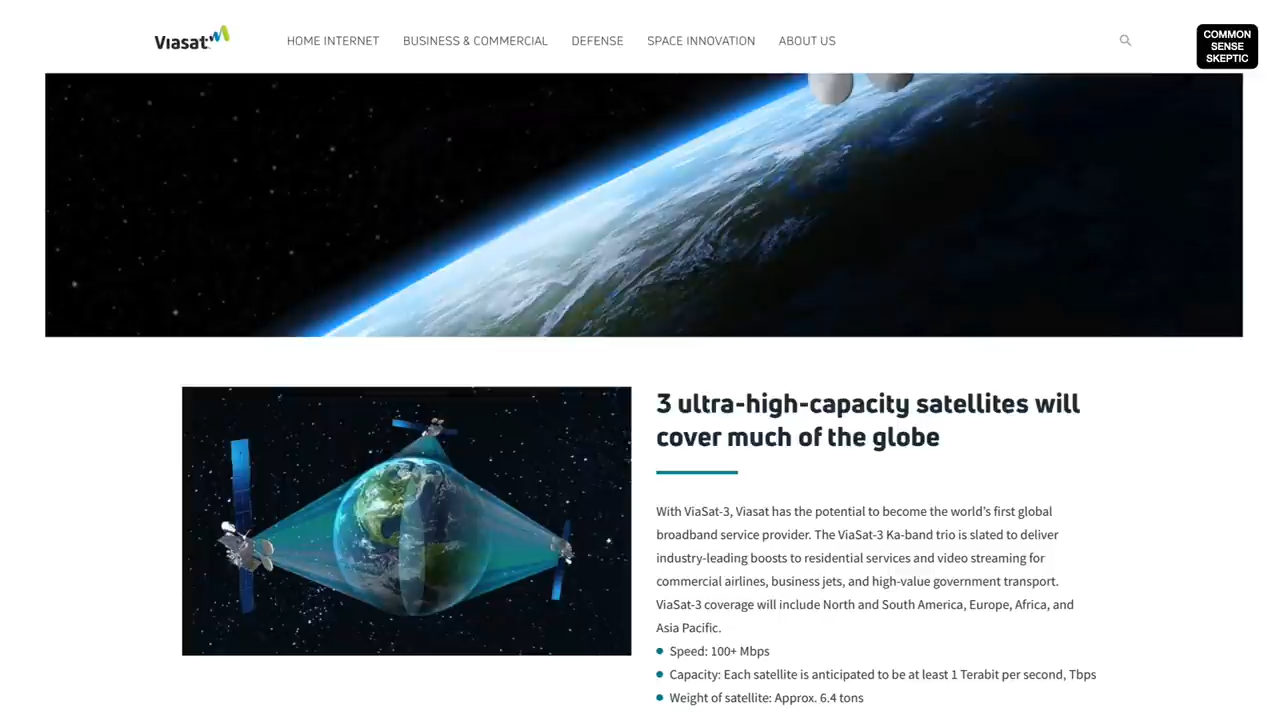 Viasat
HOME INTERNET
BUSINESS & COMMERCIAL
DEFENSE
SPACE INNOVATION
ABOUT US
COMMON
SENSE
SKEPTIC
3 ultra-high-capacity satellites will
cover much of the globe
With ViaSat-3, Viasat has the potential to become the world’s first global
broadband service provider. The ViaSat-3 Ka-band trio is slated to deliver
industry-leading boosts to residential services and video streaming for
commercial airlines, business jets, and high-value government transport.
ViaSat-3 coverage will include North and South America, Europe, Africa, and
Asia Pacific.
Speed: 100+ Mbps
Capacity: Each satellite is anticipated to be at least 1 Terabit per second, Tbps
Weight of satellite: Approx. 6.4 tons